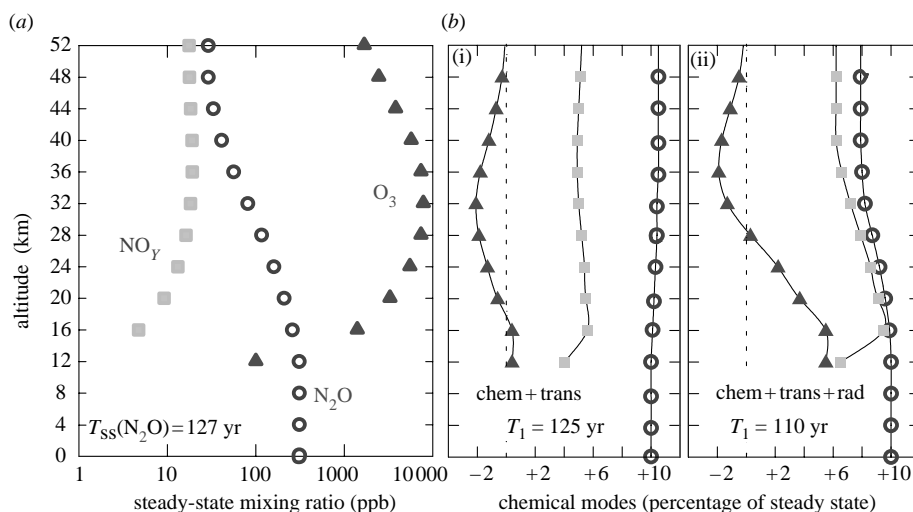 (a)
(b)
52
48
44
40
36
32
28
24
20
16
12
8
4
0
altitude (km)
NOY
O3
N2O
TSS(N2O) = 127 yr
1
10
100
1000
10000
steady-state mixing ratio (ppb)
(i)
chem + trans
T1 = 125 yr
−2
+2
+6
+10
(ii)
chem + trans + rad
T1 = 110 yr
−2
+2
+6
+10
chemical modes (percentage of steady state)